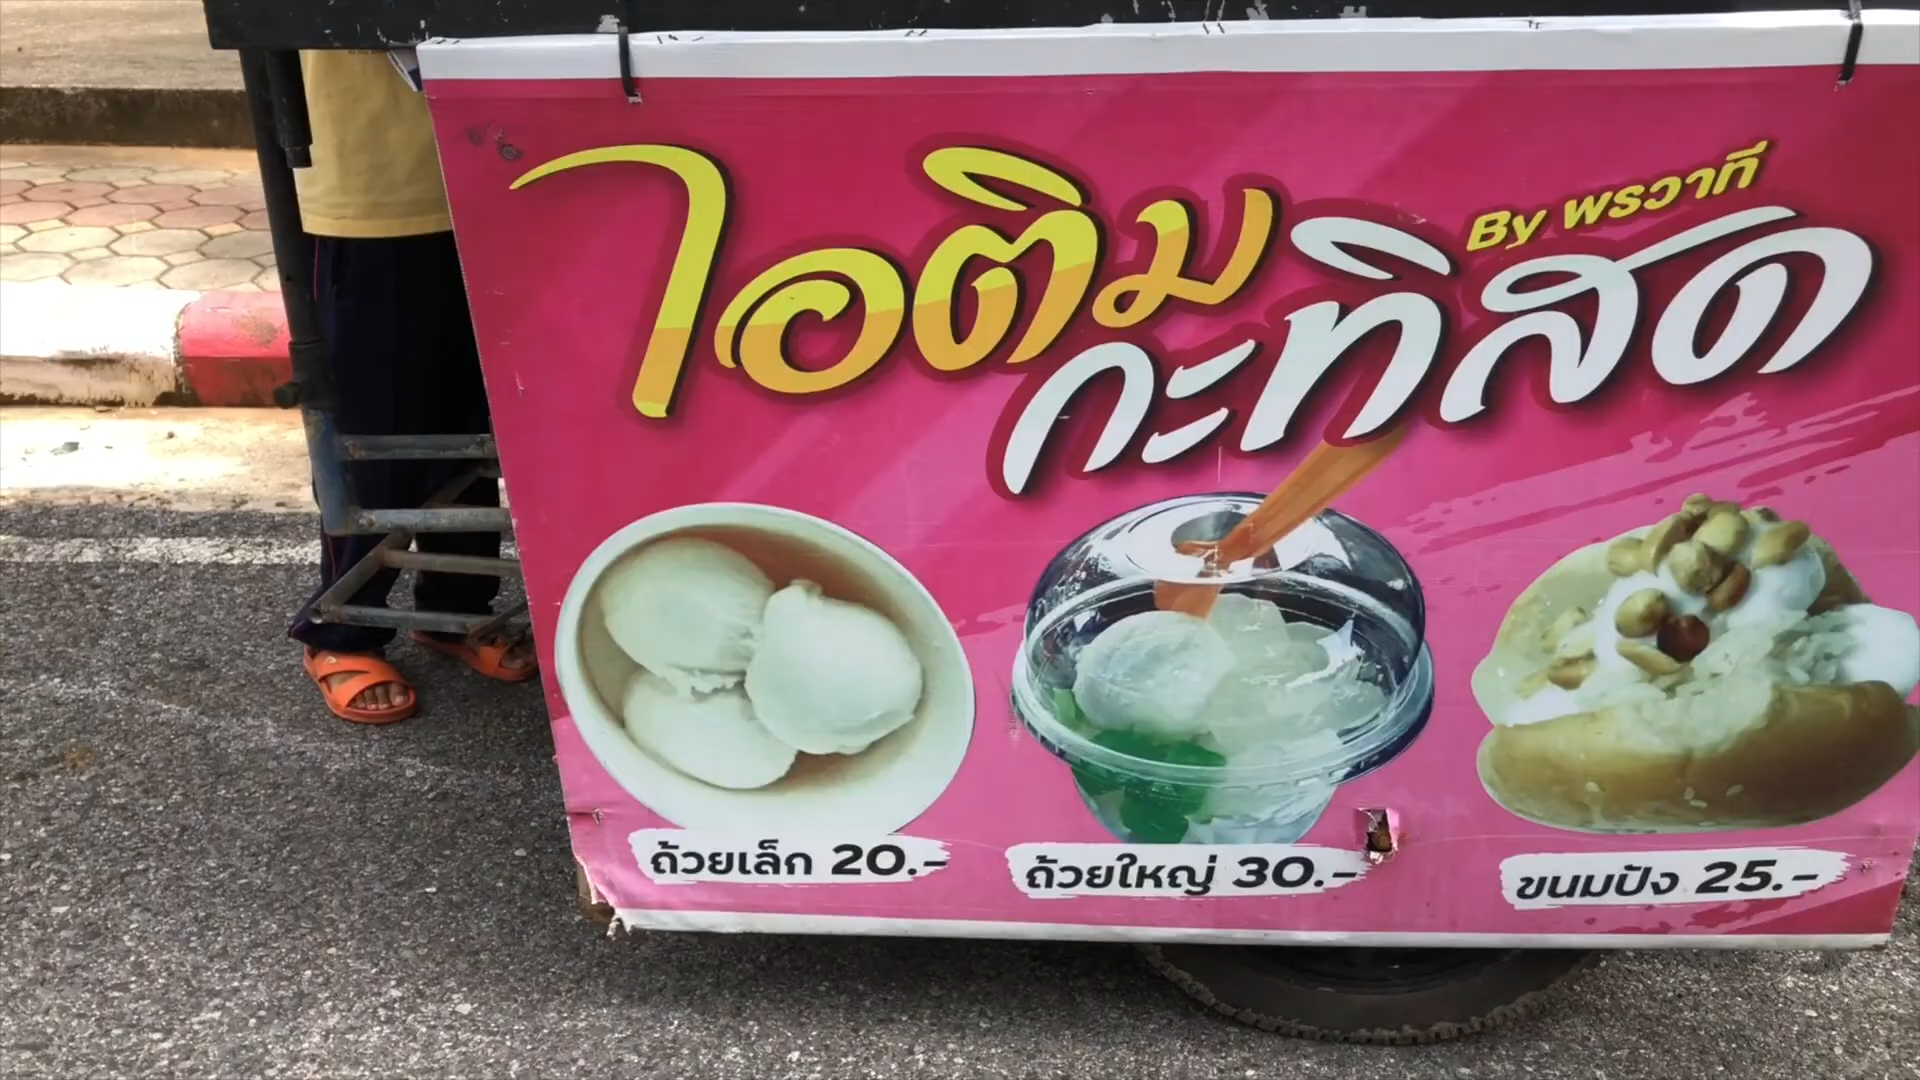 ไอติม
By พรวาที
กะทิสด
ถ้วยเล็ก 20.-
ถ้วยใหญ่ 30.-
ขนมปัง 25.-